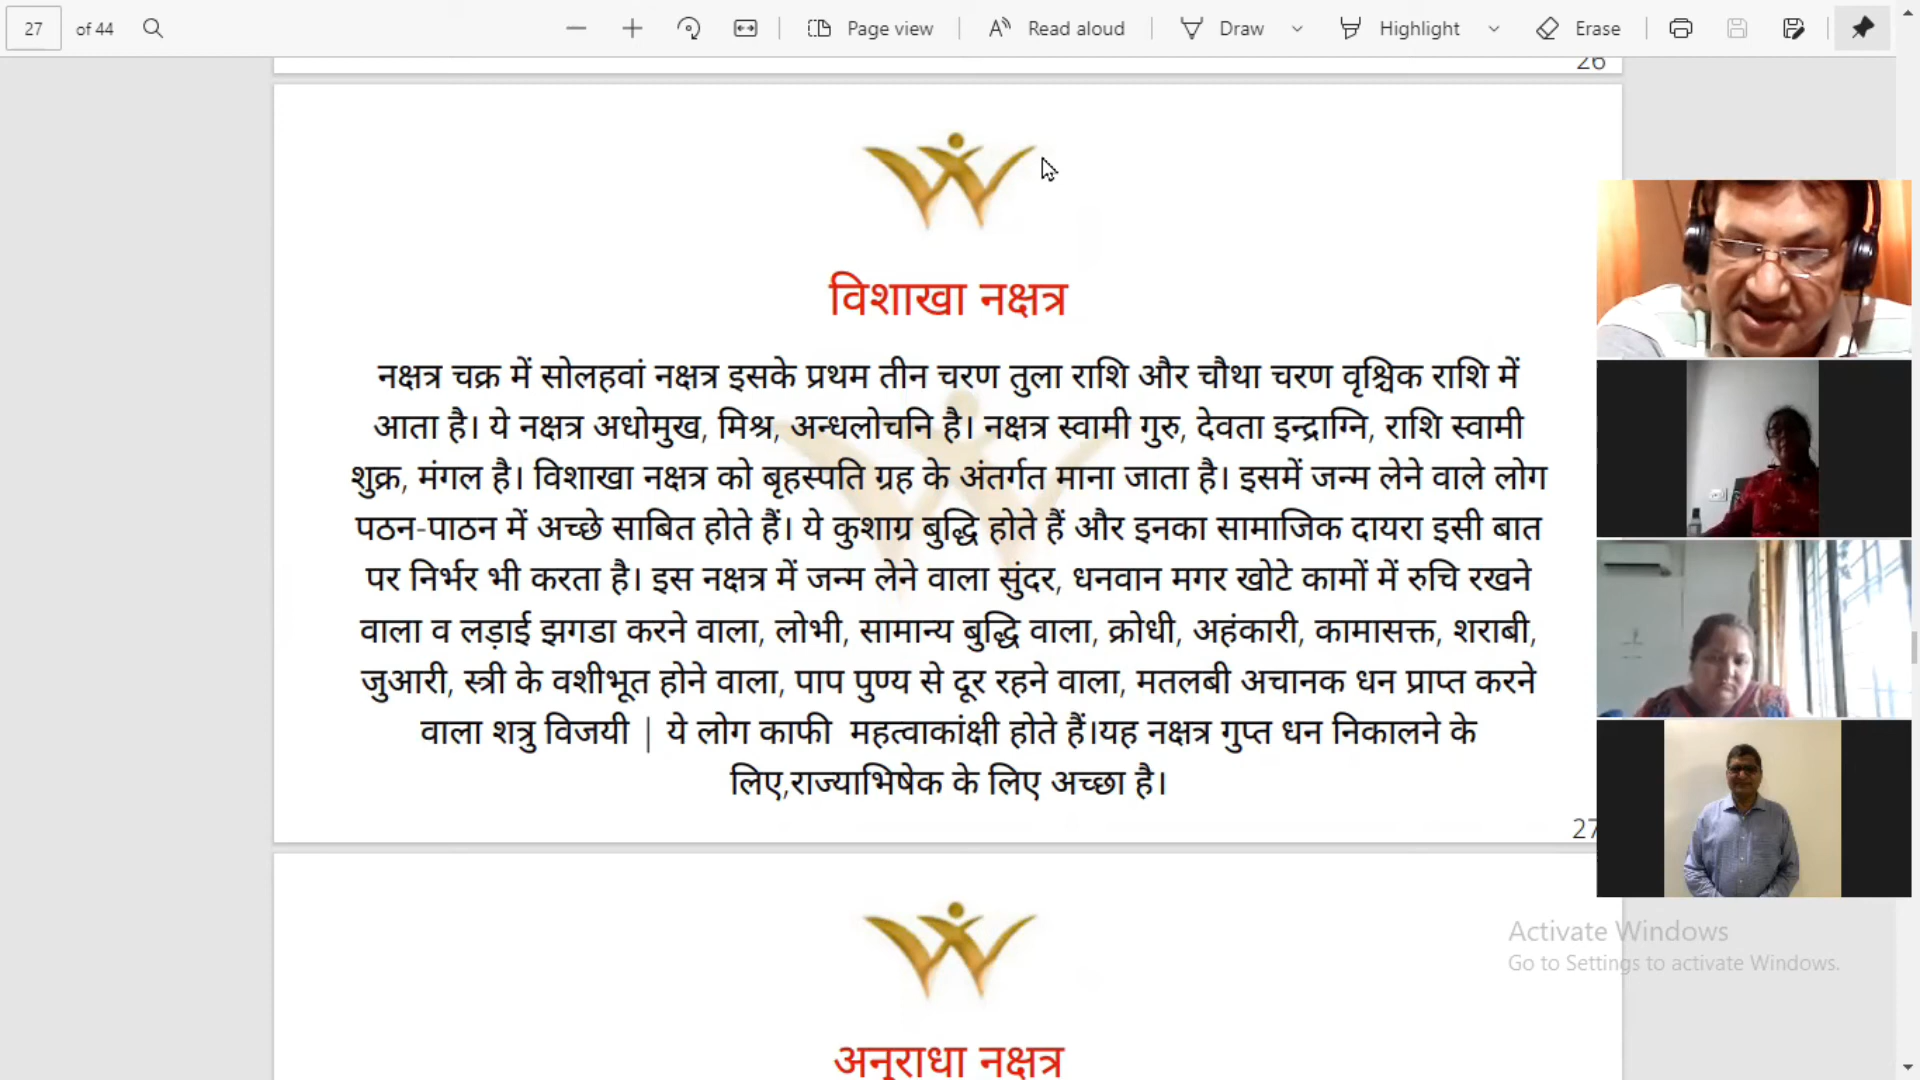 27 of 44 Page view Read aloud Draw Highlight Erase
26
विशाखा नक्षत्र
नक्षत्र चक्र में सोलहवां नक्षत्र इसके प्रथम तीन चरण तुला राशि और चौथा चरण वृश्चिक राशि में
आता है। ये नक्षत्र अधोमुख, मिश्र, अन्धलोचनि है। नक्षत्र स्वामी गुरु, देवता इन्द्राग्नि, राशि स्वामी
शुक्र, मंगल है। विशाखा नक्षत्र को बृहस्पति ग्रह के अंतर्गत माना जाता है। इसमें जन्म लेने वाले लोग
पठन-पाठन में अच्छे साबित होते हैं। ये कुशाग्र बुद्धि होते हैं और इनका सामाजिक दायरा इसी बात
पर निर्भर भी करता है। इस नक्षत्र में जन्म लेने वाला सुंदर, धनवान मगर खोटे कामों में रुचि रखने
वाला व लड़ाई झगडा करने वाला, लोभी, सामान्य बुद्धि वाला, क्रोधी, अहंकारी, कामासक्त, शराबी,
जुआरी, स्त्री के वशीभूत होने वाला, पाप पुण्य से दूर रहने वाला, मतलबी अचानक धन प्राप्त करने
वाला शत्रु विजयी | ये लोग काफी महत्वाकांक्षी होते हैं।यह नक्षत्र गुप्त धन निकालने के
लिए,राज्याभिषेक के लिए अच्छा है।
27
Activate Windows
Go to Settings to activate Windows.
अनुराधा नक्षत्र